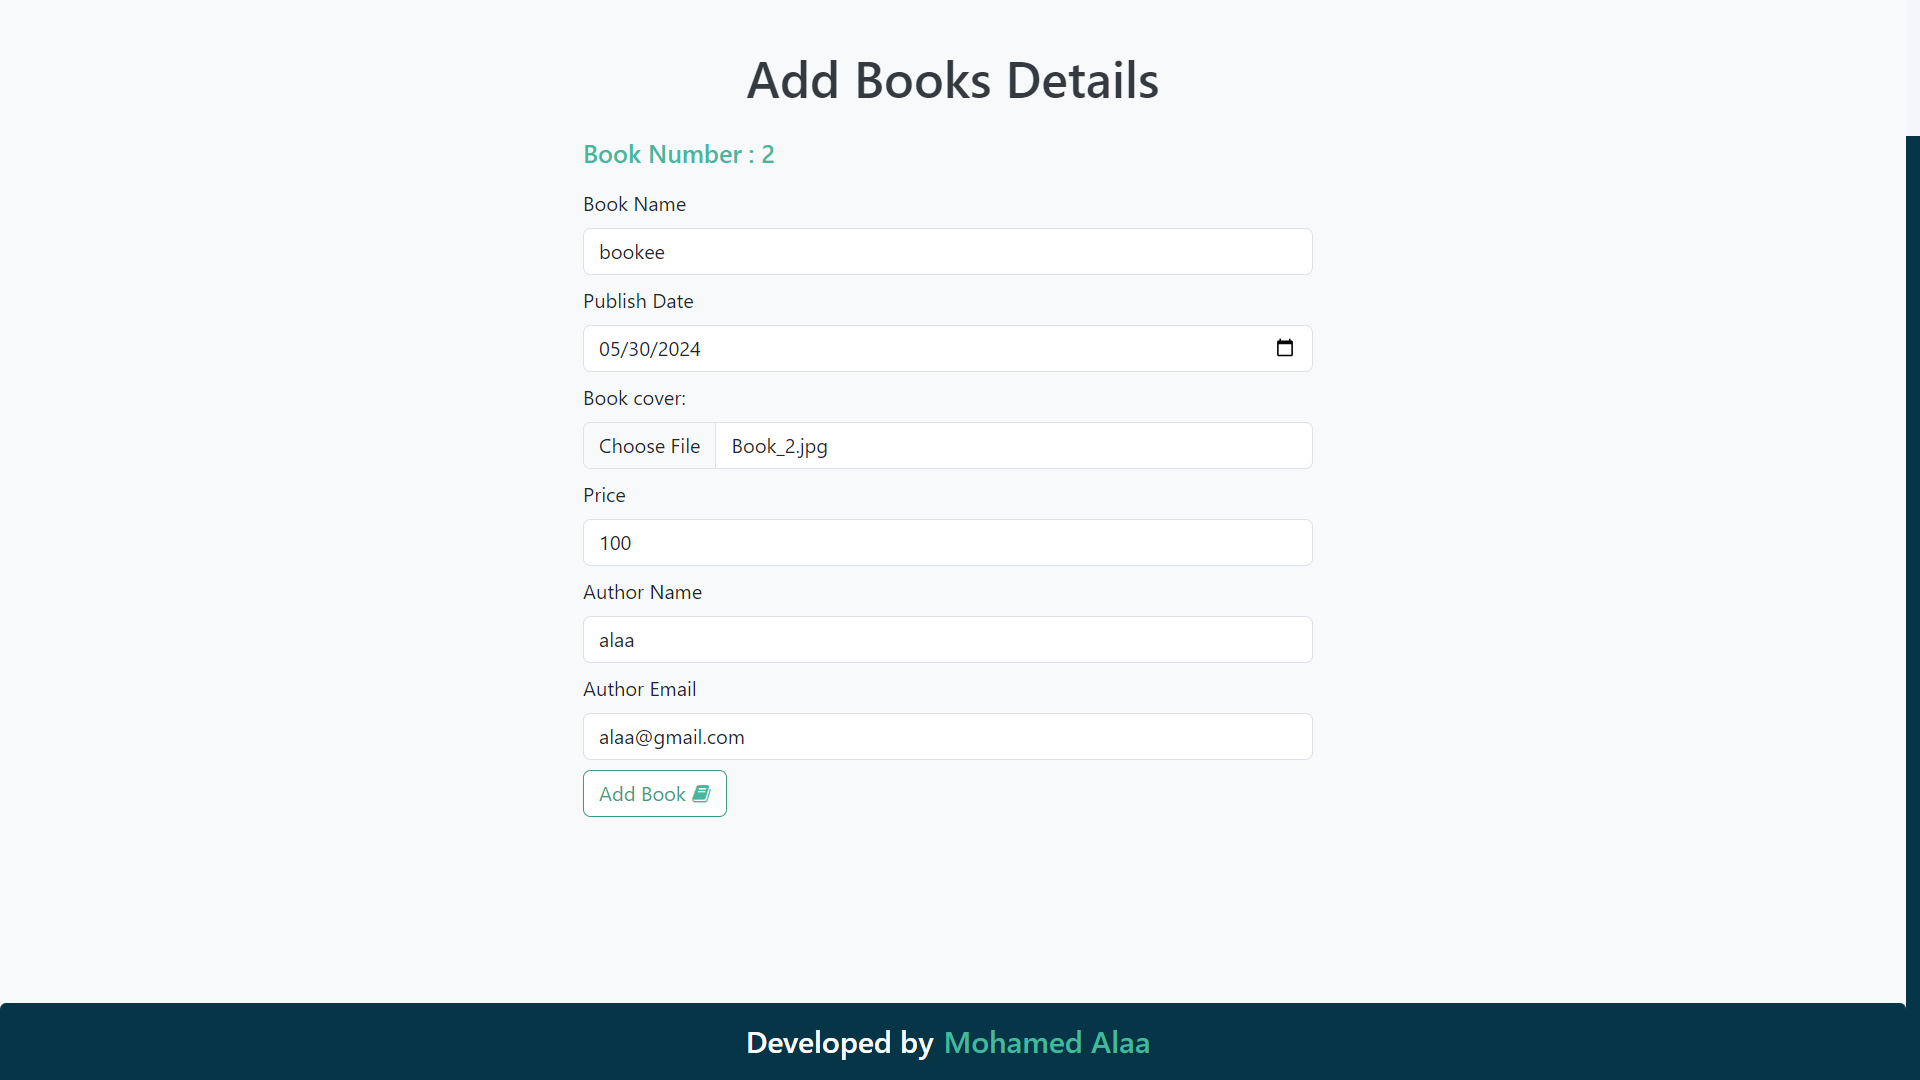 Add Books Details
Book Number : 2
Book Name
bookee
Publish Date
05/30/2024
Book cover:
Choose File Book_2.jpg
Price
100
Author Name
alaa
Author Email
alaa@gmail.com
Add Book
Developed by Mohamed Alaa